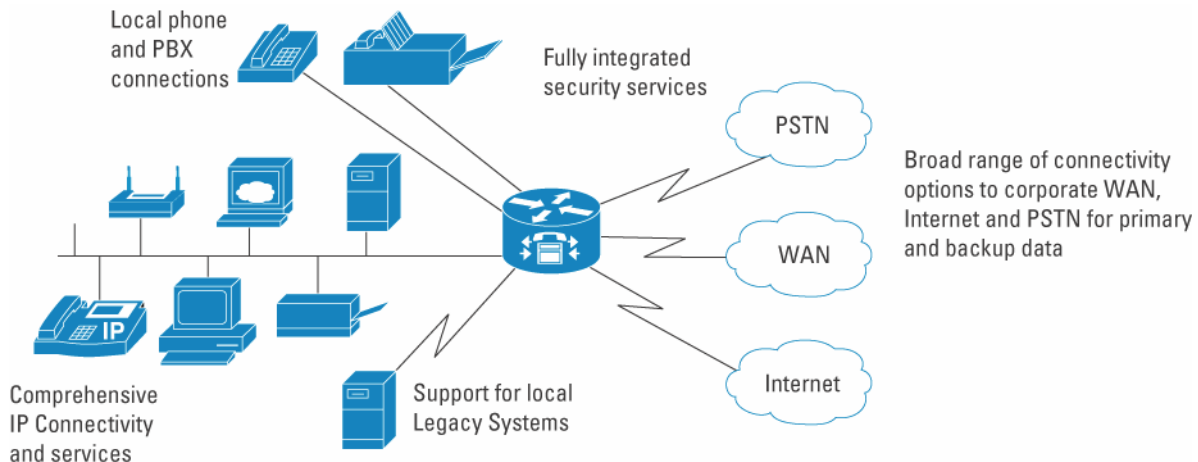 Local phone
and PBX
connections
Fully integrated
security services
PSTN
Broad range of connectivity
options to corporate WAN,
Internet and PSTN for primary
and backup data
WAN
IP
Internet
Comprehensive
IP Connectivity
and services
Support for local
Legacy Systems